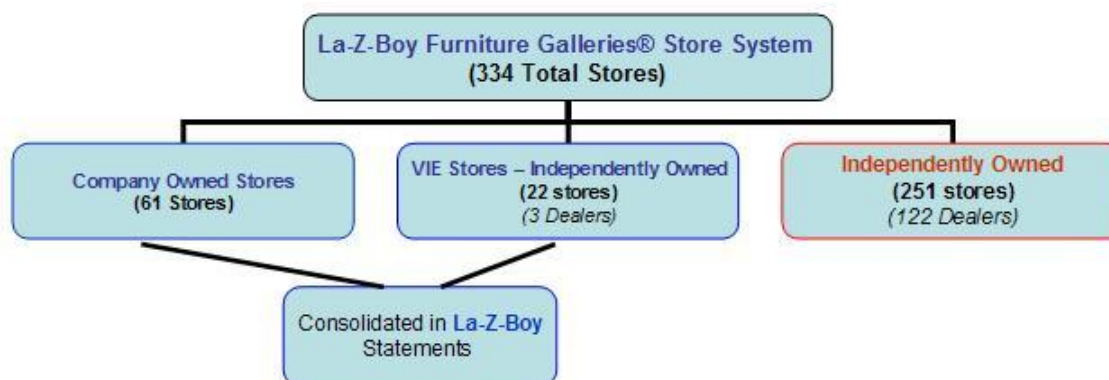 La-Z-Boy Furniture Galleries® Store System
(334 Total Stores)
Company Owned Stores
(61 Stores)
VIE Stores – Independently Owned
(22 stores)
(3 Dealers)
Independently Owned
(251 stores)
(122 Dealers)
Consolidated in La-Z-Boy
Statements